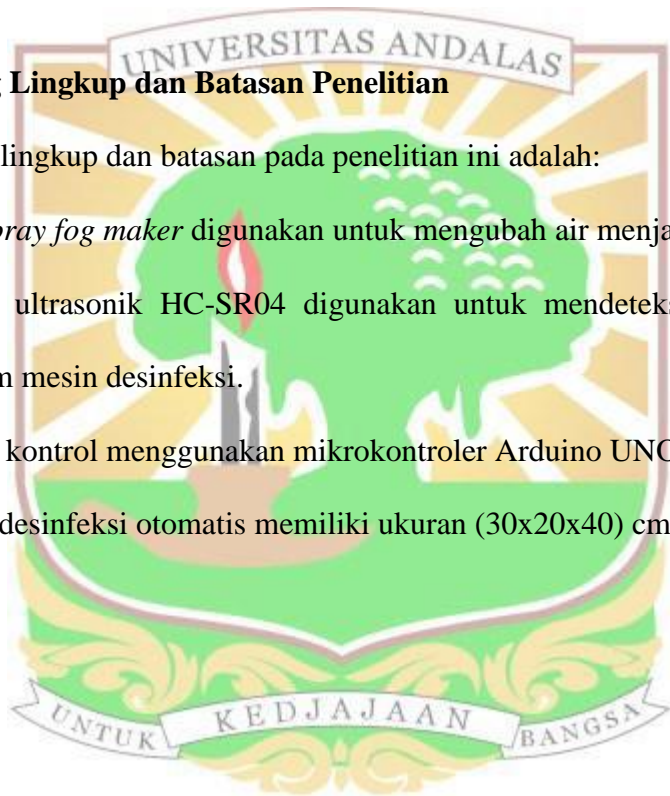 UNIVERSITAS ANDALAS
g Lingkup dan Batasan Penelitian
lingkup dan batasan pada penelitian ini adalah:
pray fog maker digunakan untuk mengubah air menja
ultrasonik HC-SR04 digunakan untuk mendeteks
m mesin desinfeksi.
kontrol menggunakan mikrokontroler Arduino UNO
desinfeksi otomatis memiliki ukuran (30x20x40) cm
UNTUK KEDJAJAAN BANGSA